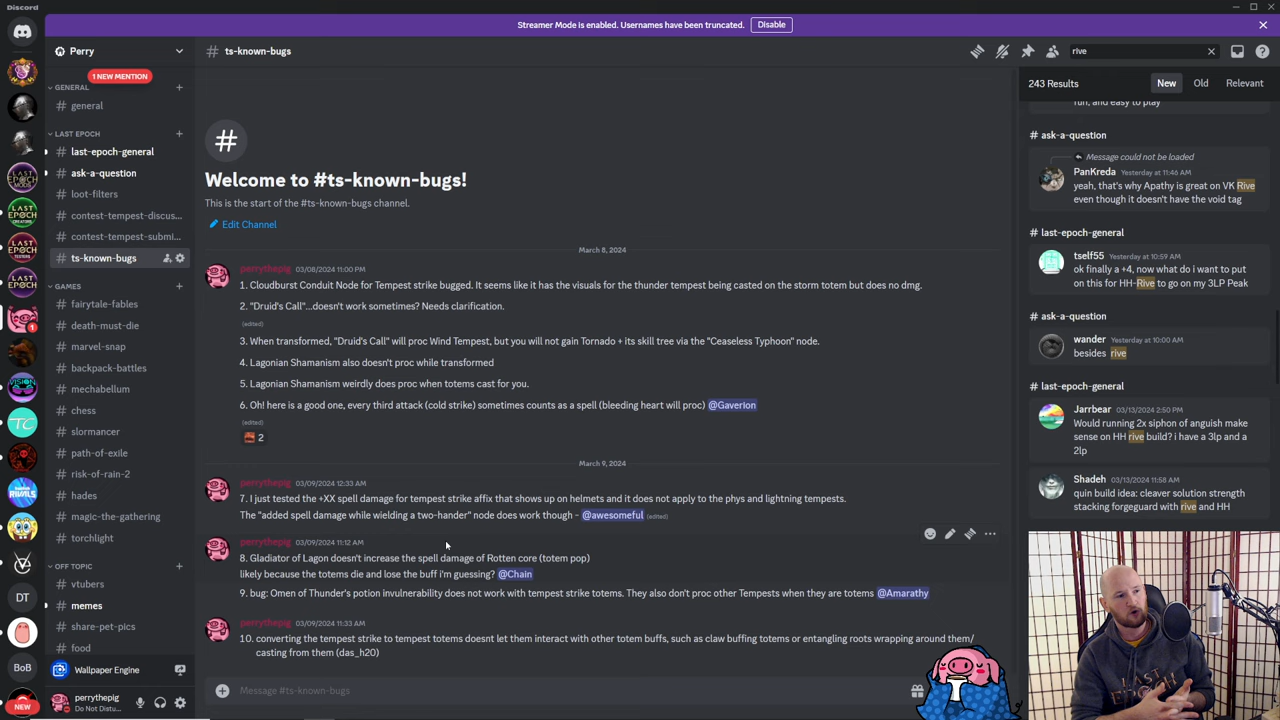 Discord
Streamer Mode is enabled. Usernames have been truncated.
Disable
Perry
1 NEW MENTION
GENERAL
general
LAST EPOCH
last-epoch-general
ask-a-question
loot-filters
contest-tempest-discus...
contest-tempest-submi...
ts-known-bugs
GAMES
fairytale-fables
death-must-die
marvel-snap
backpack-battles
mechabellum
chess
slormancer
path-of-exile
risk-of-rain-2
hades
magic-the-gathering
torchlight
OFF TOPIC
vtubers
memes
share-pet-pics
food
Wallpaper Engine
perrythepig
Do Not Distu...
LAST EPOCH
LAST EPOCH
LAST EPOCH
VISION
TC
DT
BoB
NEW
1
# ts-known-bugs
#
Welcome to #ts-known-bugs!
This is the start of the #ts-known-bugs channel.
Edit Channel
March 8, 2024
perrythepig 03/08/2024 11:00 PM
1. Cloudburst Conduit Node for Tempest strike bugged. It seems like it has the visuals for the thunder tempest being casted on the storm totem but does no dmg.
2. "Druid's Call"...doesn't work sometimes? Needs clarification.
(edited)
3. When transformed, "Druid's Call" will proc Wind Tempest, but you will not gain Tornado + its skill tree via the "Ceaseless Typhoon" node.
4. Lagonian Shamanism also doesn't proc while transformed
5. Lagonian Shamanism weirdly does proc when totems cast for you.
6. Oh! here is a good one, every third attack (cold strike) sometimes counts as a spell (bleeding heart will proc) @Gaverion
(edited)
2
March 9, 2024
perrythepig 03/09/2024 12:33 AM
7. I just tested the +XX spell damage for tempest strike affix that shows up on helmets and it does not apply to the phys and lightning tempests.
The "added spell damage while wielding a two-hander" node does work though - @awesomeful (edited)
perrythepig 03/09/2024 11:12 AM
8. Gladiator of Lagon doesn't increase the spell damage of Rotten core (totem pop)
likely because the totems die and lose the buff i'm guessing? @Chain
9. bug: Omen of Thunder's potion invulnerability does not work with tempest strike totems. They also don't proc other Tempests when they are totems @Amarathy
perrythepig 03/09/2024 11:33 AM
10. converting the tempest strike to tempest totems doesnt let them interact with other totem buffs, such as claw buffing totems or entangling roots wrapping around them/
casting from them (das_h20)
Message #ts-known-bugs
rive
243 Results
New
Old
Relevant
fun, and easy to play
# ask-a-question
Message could not be loaded
PanKreda Yesterday at 11:46 AM
yeah, that's why Apathy is great on VK Rive
even though it doesn't have the void tag
# last-epoch-general
tself55 Yesterday at 10:59 AM
ok finally a +4, now what do i want to put
on this for HH-Rive to go on my 3LP Peak
# ask-a-question
wander Yesterday at 10:00 AM
besides rive
# last-epoch-general
Jarrbear 03/13/2024 2:50 PM
Would running 2x siphon of anguish make
sense on HH rive build? i have a 3lp and a
2lp
Shadeh 03/13/2024 11:58 AM
quin build idea: cleaver solution strength
stacking forgeguard with rive and HH